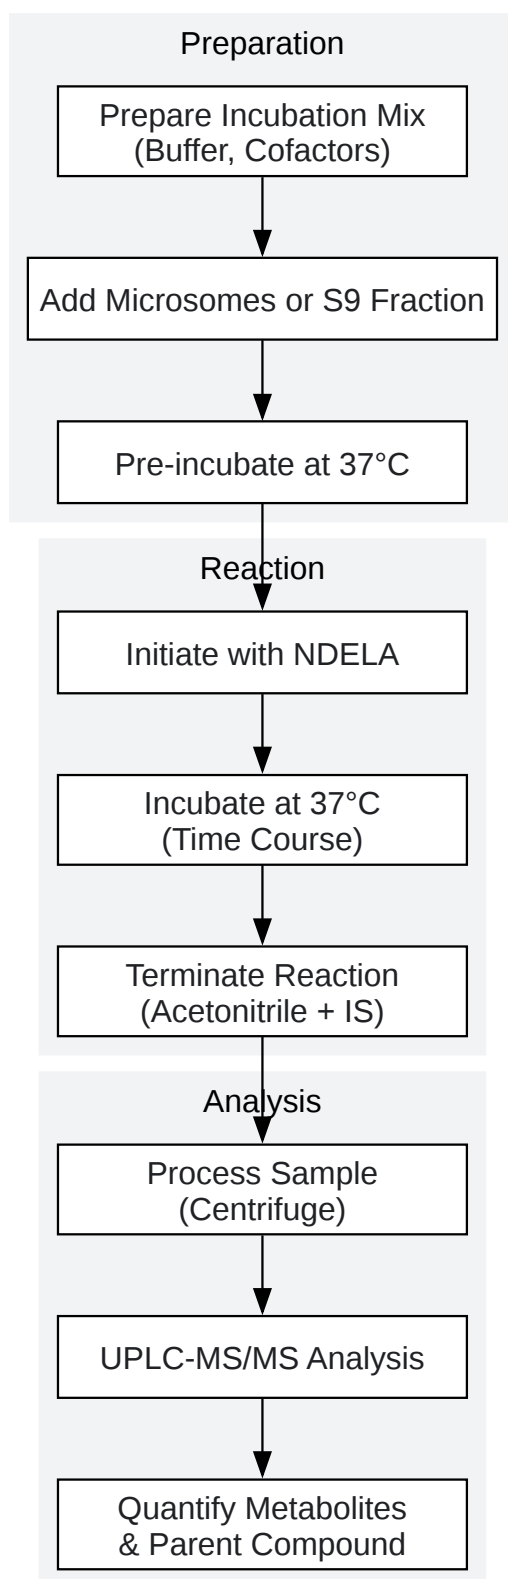 Preparation
Prepare Incubation Mix
(Buffer, Cofactors)
Add Microsomes or S9 Fraction
Pre-incubate at 37°C
Reaction
Initiate with NDELA
Incubate at 37°C
(Time Course)
Terminate Reaction
(Acetonitrile + IS)
Analysis
Process Sample
(Centrifuge)
UPLC-MS/MS Analysis
Quantify Metabolites
& Parent Compound